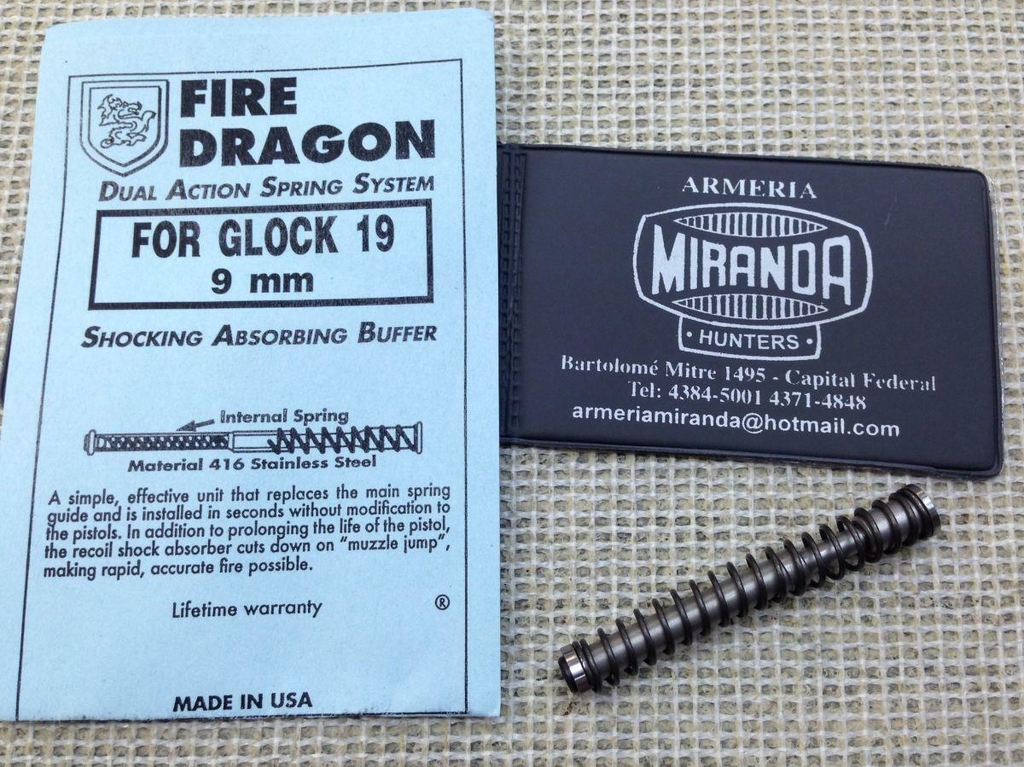 FIRE
DRAGON
DUAL ACTION SPRING SYSTEM
FOR GLOCK 19
9 mm
SHOCKING ABSORBING BUFFER
Internal Spring
Material 416 Stainless Steel
A simple, effective unit that replaces the main spring
guide and is installed in seconds without modification to
the pistols. In addition to prolonging the life of the pistol,
the recoil shock absorber cuts down on "muzzle jump",
making rapid, accurate fire possible.
Lifetime warranty ®
MADE IN USA
ARMERIA
MIRANDA
• HUNTERS •
Bartolomé Mitre 1495 - Capital Federal
Tel: 4384-5001 4371-4848
armeriamiranda@hotmail.com